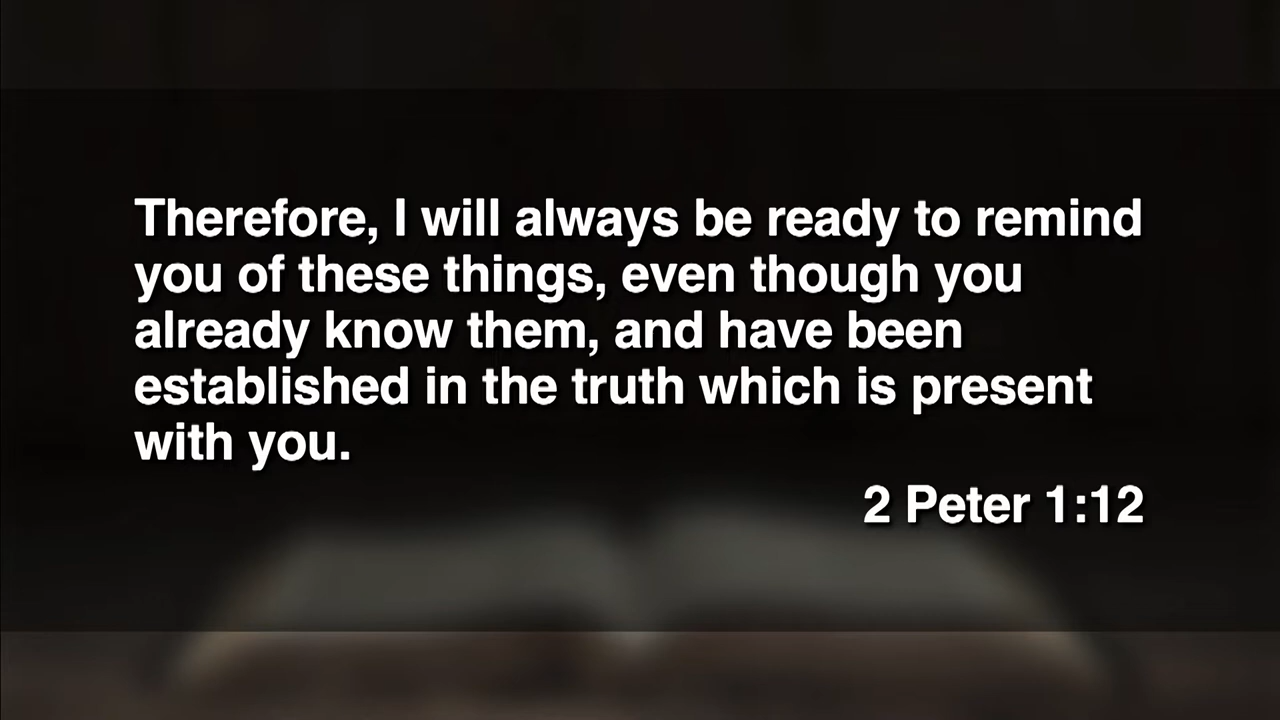 Therefore, I will always be ready to remind
you of these things, even though you
already know them, and have been
established in the truth which is present
with you.
2 Peter 1:12